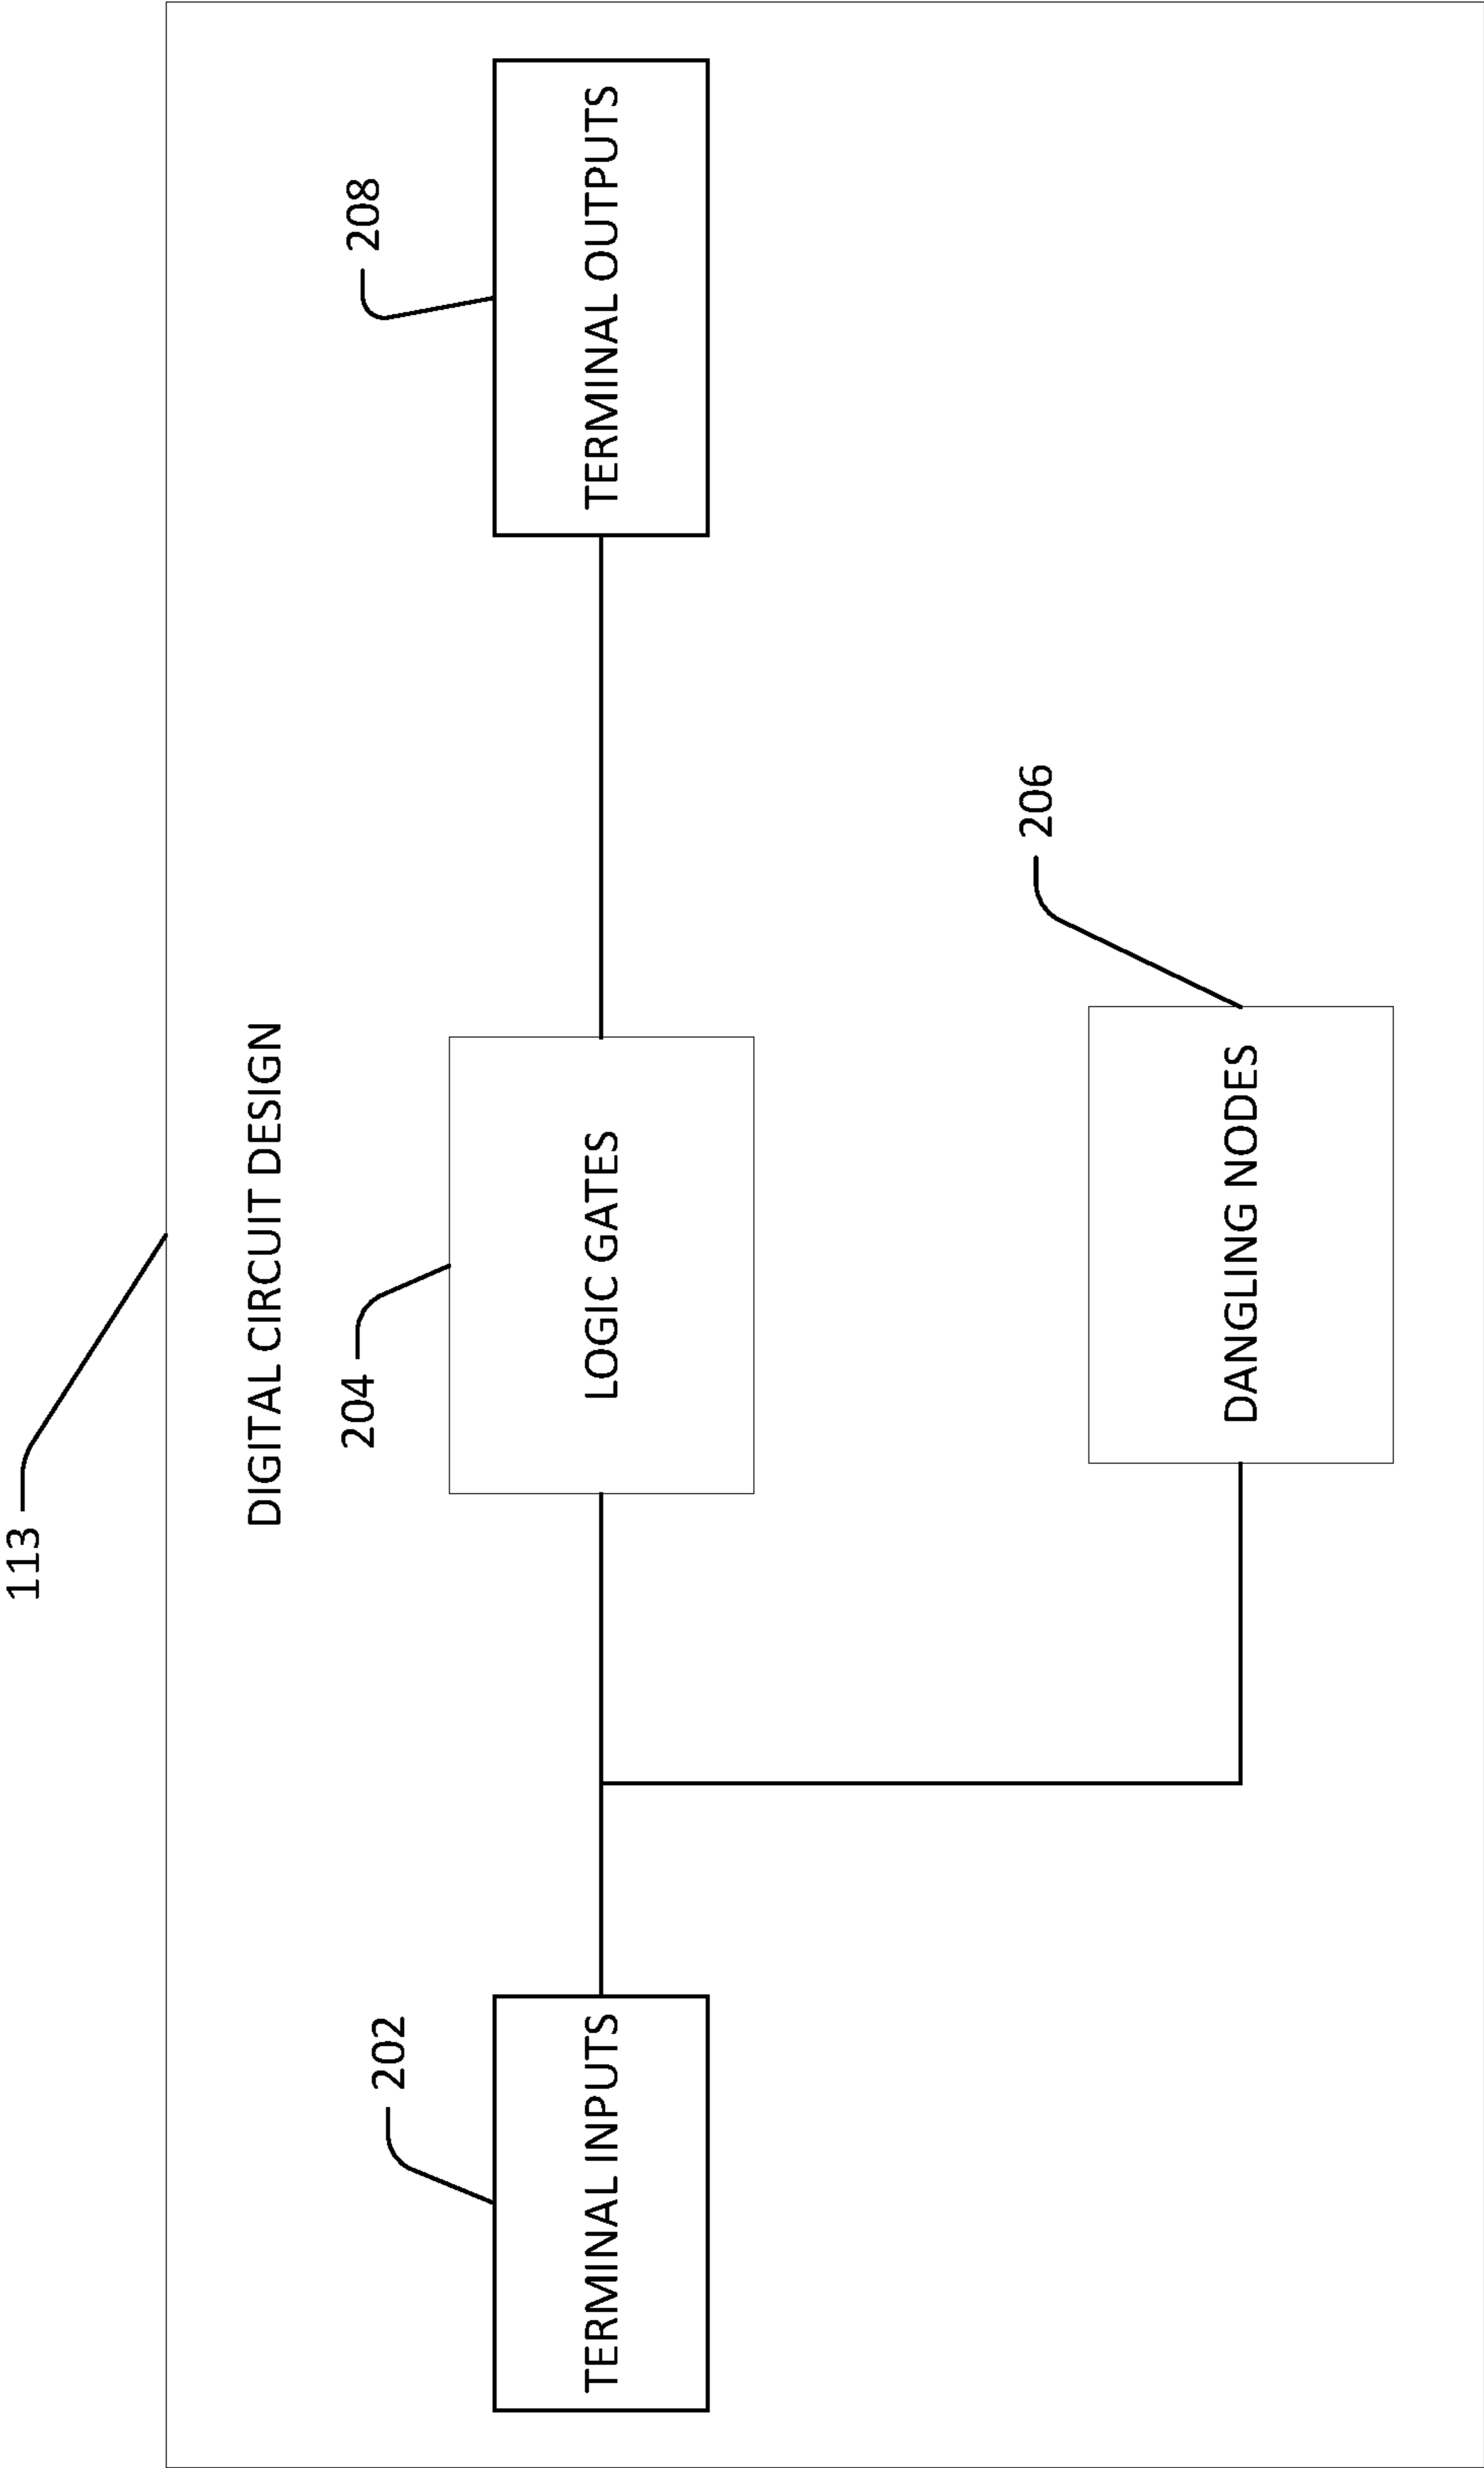 113
DIGITAL CIRCUIT DESIGN
202
204
208
TERMINAL INPUTS
LOGIC GATES
TERMINAL OUTPUTS
206
DANGLING NODES